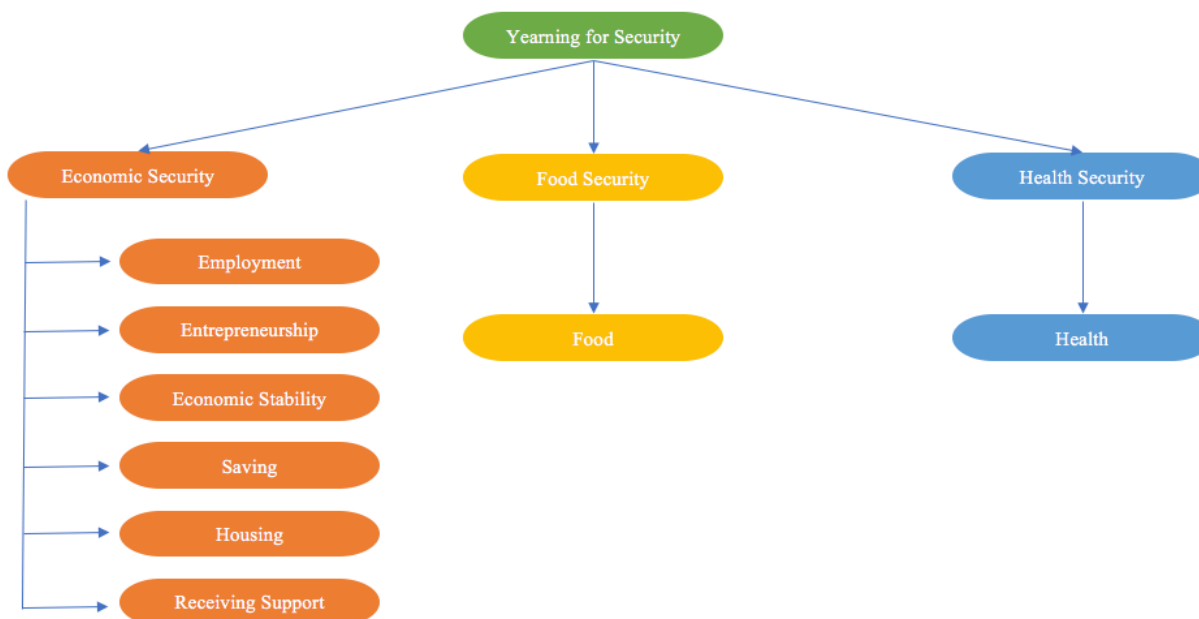 Yearning for Security
Economic Security
Food Security
Health Security
Employment
Entrepreneurship
Food
Health
Economic Stability
Saving
Housing
Receiving Support